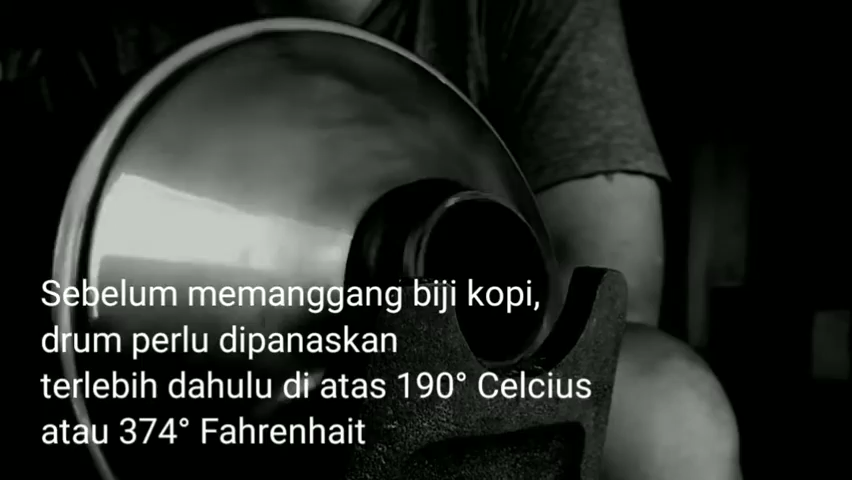 Sebelum memanggang biji kopi,
drum perlu dipanaskan
terlebih dahulu di atas 190° Celcius
atau 374° Fahrenhait